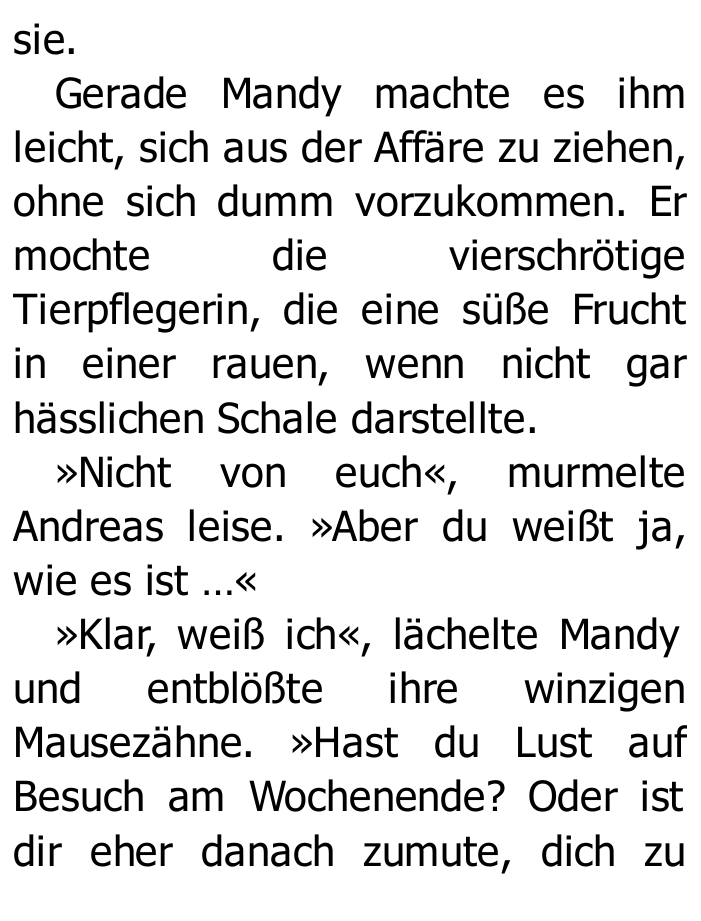 sie.
Gerade Mandy machte es ihm
leicht, sich aus der Affäre zu ziehen,
ohne sich dumm vorzukommen. Er
mochte die vierschrötige
Tierpflegerin, die eine süße Frucht
in einer rauen, wenn nicht gar
hässlichen Schale darstellte.
»Nicht von euch«, murmelte
Andreas leise. »Aber du weißt ja,
wie es ist ...«
»Klar, weiß ich«, lächelte Mandy
und entblößte ihre winzigen
Mausezähne. »Hast du Lust auf
Besuch am Wochenende? Oder ist
dir eher danach zumute, dich zu